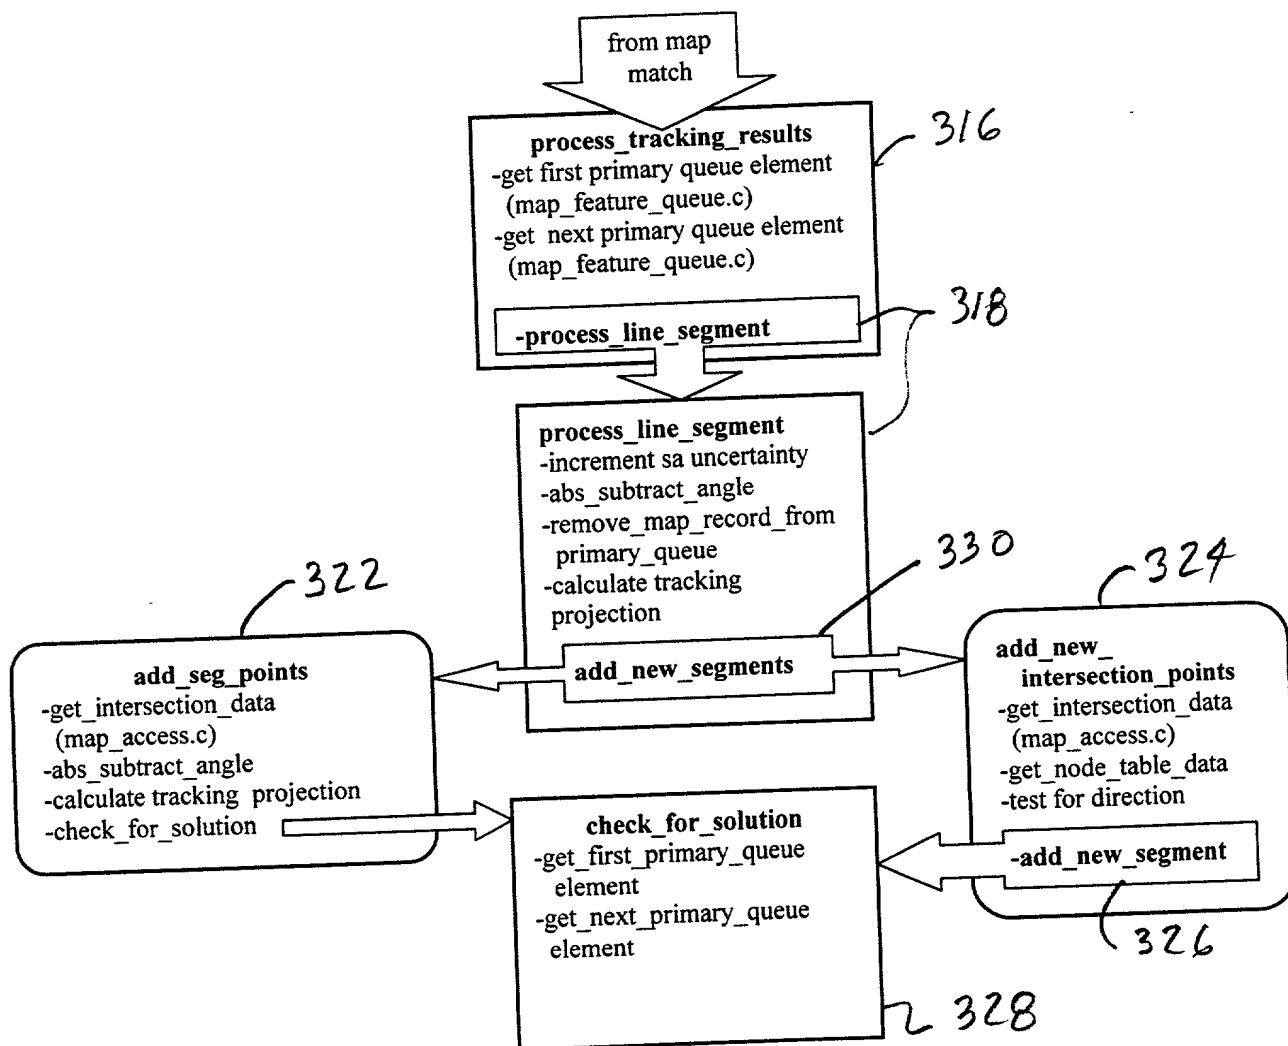 from map
match
316
process_tracking_results
-get first primary queue element
(map_feature_queue.c)
-get next primary queue element
(map_feature_queue.c)
318
-process_line_segment
process_line_segment
-increment sa uncertainty
-abs_subtract_angle
-remove_map_record_from
primary_queue
-calculate tracking
projection
330
add_new_segments
322
add_seg_points
-get_intersection_data
(map_access.c)
-abs_subtract_angle
-calculate tracking projection
-check_for_solution
324
add_new_
intersection_points
-get_intersection_data
(map_access.c)
-get_node_table_data
-test for direction
-add_new_segment
326
check_for_solution
-get_first_primary_queue
element
-get_next_primary_queue
element
328